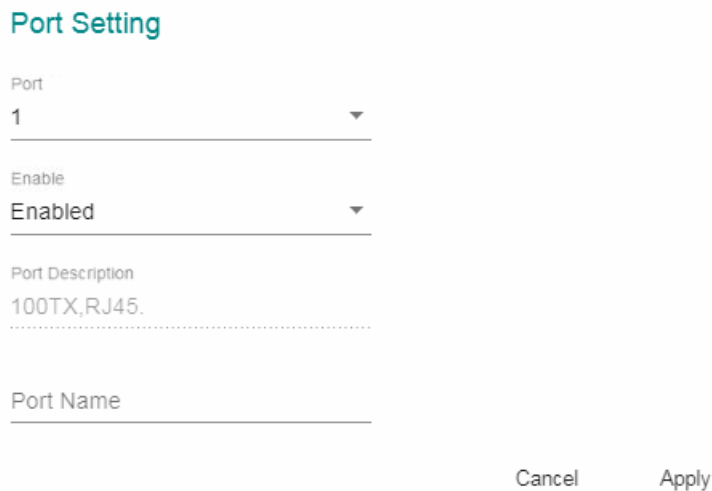 Port Setting
Port
1
Enable
Enabled
Port Description
100TX,RJ45.
Port Name
Cancel Apply